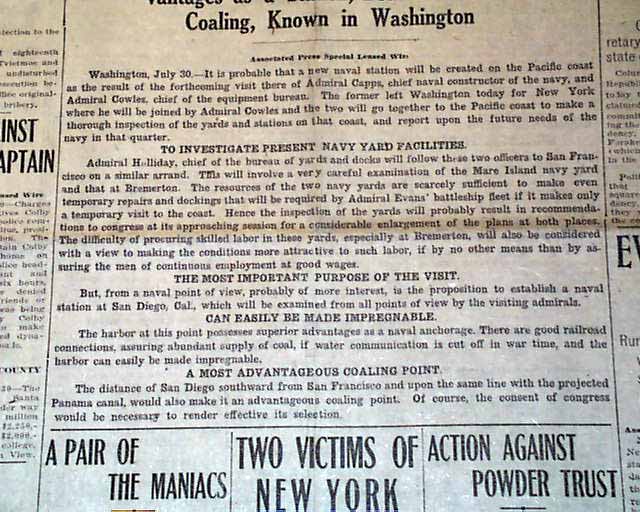 Vantages as a
Coaling, Known in Washington
Associated Press Special Leased Wire
Washington, July 30.—It is probable that a new naval station will be created on the Pacific coast
as the result of the forthcoming visit there of Admiral Capps, chief naval constructor of the navy, and
Admiral Cowles, chief of the equipment bureau. The former left Washington today for New York
where he will be joined by Admiral Cowles and the two will go together to the Pacific coast to make a
thorough inspection of the yards and stations on that coast, and report upon the future needs of the
navy in that quarter.
TO INVESTIGATE PRESENT NAVY YARD FACILITIES.
Admiral Holliday, chief of the bureau of yards and docks will follow these two officers to San Fran-
cisco on a similar arrand. This will involve a very careful examination of the Mare Island navy yard
and that at Bremerton. The resources of the two navy yards are scarcely sufficient to make even
temporary repairs and dockings that will be required by Admiral Evans' battleship fleet if it makes only
a temporary visit to the coast. Hence the inspection of the yards will probably result in recommenda-
tions to congress at its approaching session for a considerable enlargement of the plans at both places.
The difficulty of procuring skilled labor in these yards, especially at Bremerton, will also be considered
with a view to making the conditions more attractive to such labor, if by no other means than by as-
suring the men of continuous employment at good wages.
THE MOST IMPORTANT PURPOSE OF THE VISIT.
But, from a naval point of view, probably of more interest, is the proposition to establish a naval
station at San Diego, Cal., which will be examined from all points of view by the visiting admirals.
CAN EASILY BE MADE IMPREGNABLE.
The harbor at this point possesses superior advantages as a naval anchorage. There are good railroad
connections, assuring abundant supply of coal, if water communication is cut off in war time, and the
harbor can easily be made impregnable.
A MOST ADVANTAGEOUS COALING POINT.
The distance of San Diego southward from San Francisco and upon the same line with the projected
Panama canal, would also make it an advantageous coaling point. Of course, the consent of congress
would be necessary to render effective its selection.
A PAIR OF
THE MANIACS
TWO VICTIMS OF
NEW YORK
ACTION AGAINST
POWDER TRUST